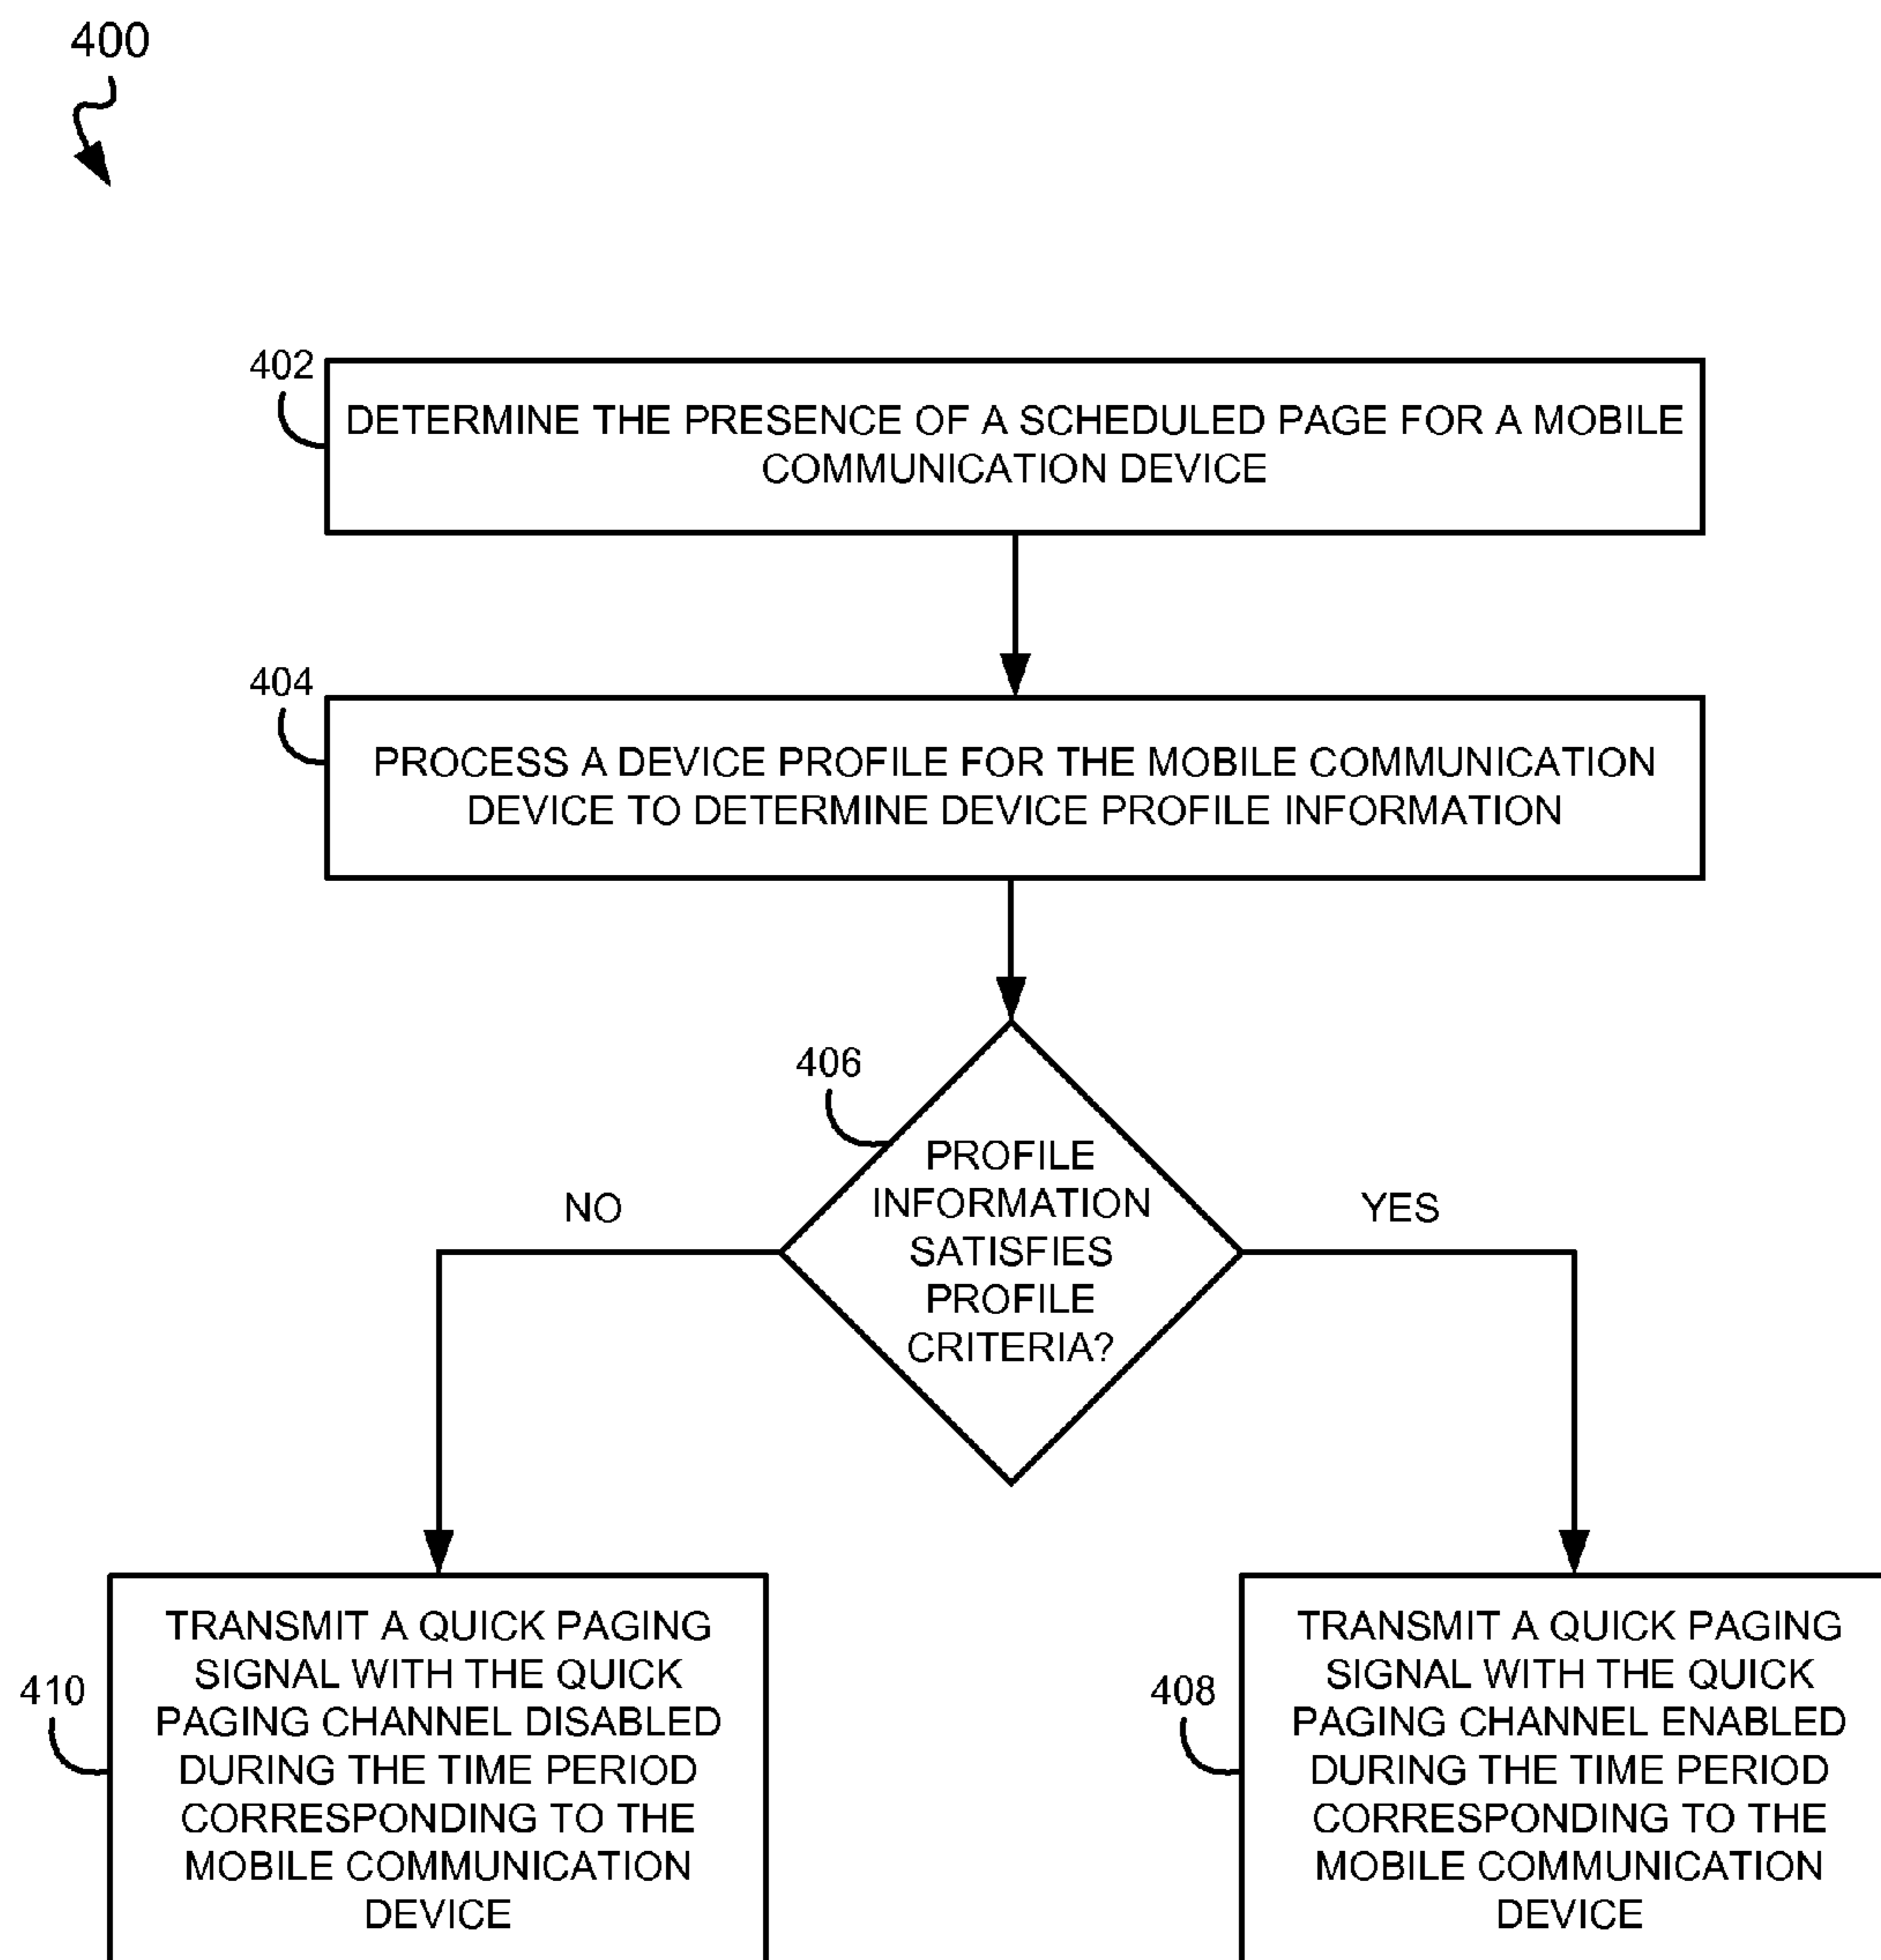 400
402
DETERMINE THE PRESENCE OF A SCHEDULED PAGE FOR A MOBILE
COMMUNICATION DEVICE
404
PROCESS A DEVICE PROFILE FOR THE MOBILE COMMUNICATION
DEVICE TO DETERMINE DEVICE PROFILE INFORMATION
406
PROFILE
INFORMATION
SATISFIES
PROFILE
CRITERIA?
NO
YES
410
TRANSMIT A QUICK PAGING
SIGNAL WITH THE QUICK
PAGING CHANNEL DISABLED
DURING THE TIME PERIOD
CORRESPONDING TO THE
MOBILE COMMUNICATION
DEVICE
408
TRANSMIT A QUICK PAGING
SIGNAL WITH THE QUICK
PAGING CHANNEL ENABLED
DURING THE TIME PERIOD
CORRESPONDING TO THE
MOBILE COMMUNICATION
DEVICE